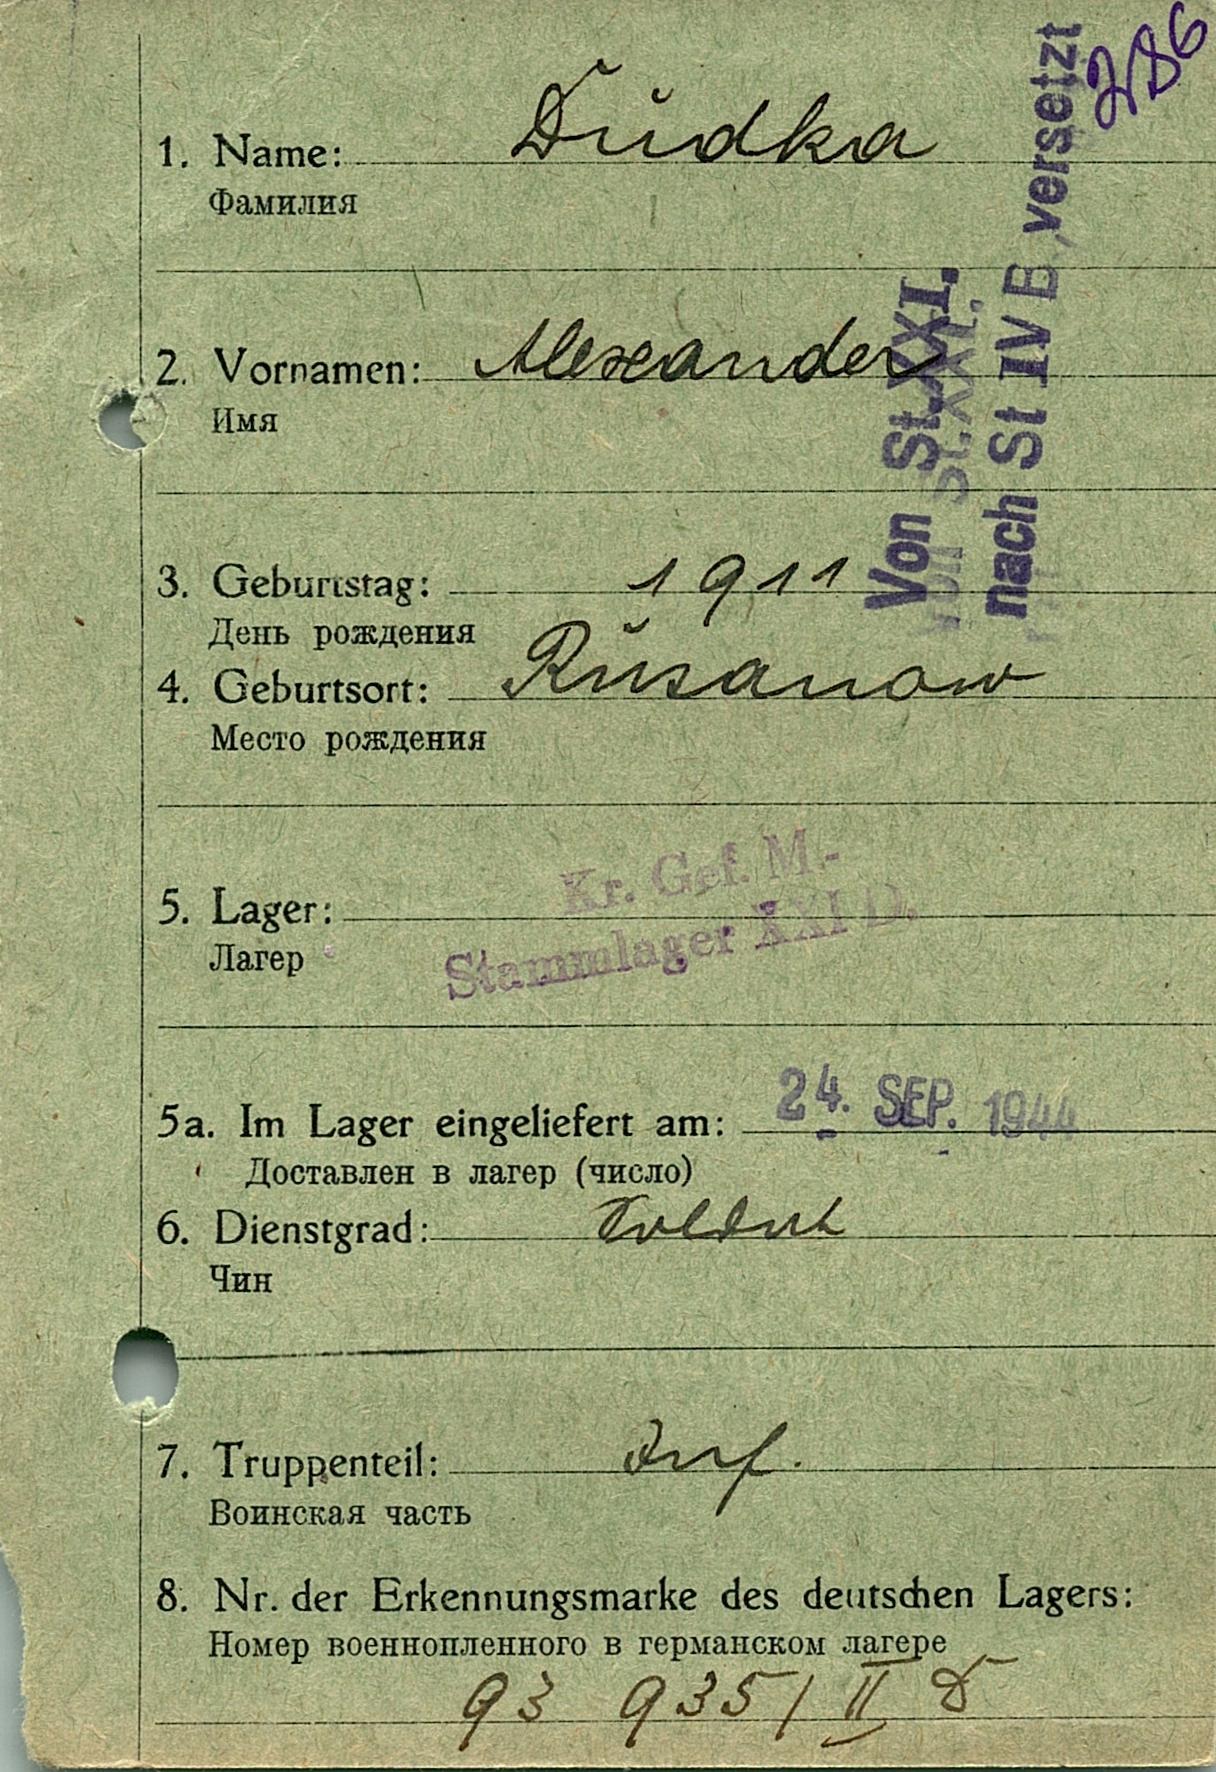 286
1. Name: Dudka
Фамилия
2. Vornamen: Alexander
Имя
Von St. XXI.
nach St IV B versetzt
3. Geburtstag: 1911
День рождения
4. Geburtsort: Rusanow
Место рождения
Kr. Gef. M.-
5. Lager: Stammlager XXI D.
Лагер
5a. Im Lager eingeliefert am: 24. SEP. 1944
Доставлен в лагер (число)
6. Dienstgrad: Soldat
Чин
7. Truppenteil: Inf.
Воинская часть
8. Nr. der Erkennungsmarke des deutschen Lagers:
Номер военнопленного в германском лагере
93 935 / II D